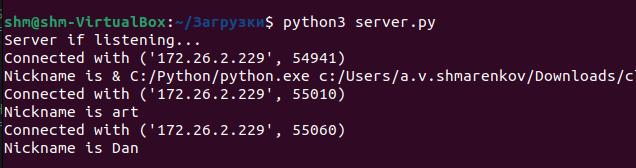 shm@shm-VirtualBox:~/Загрузки$ python3 server.py
Server if listening...
Connected with ('172.26.2.229', 54941)
Nickname is & C:/Python/python.exe c:/Users/a.v.shmarenkov/Downloads/cl
Connected with ('172.26.2.229', 55010)
Nickname is art
Connected with ('172.26.2.229', 55060)
Nickname is Dan